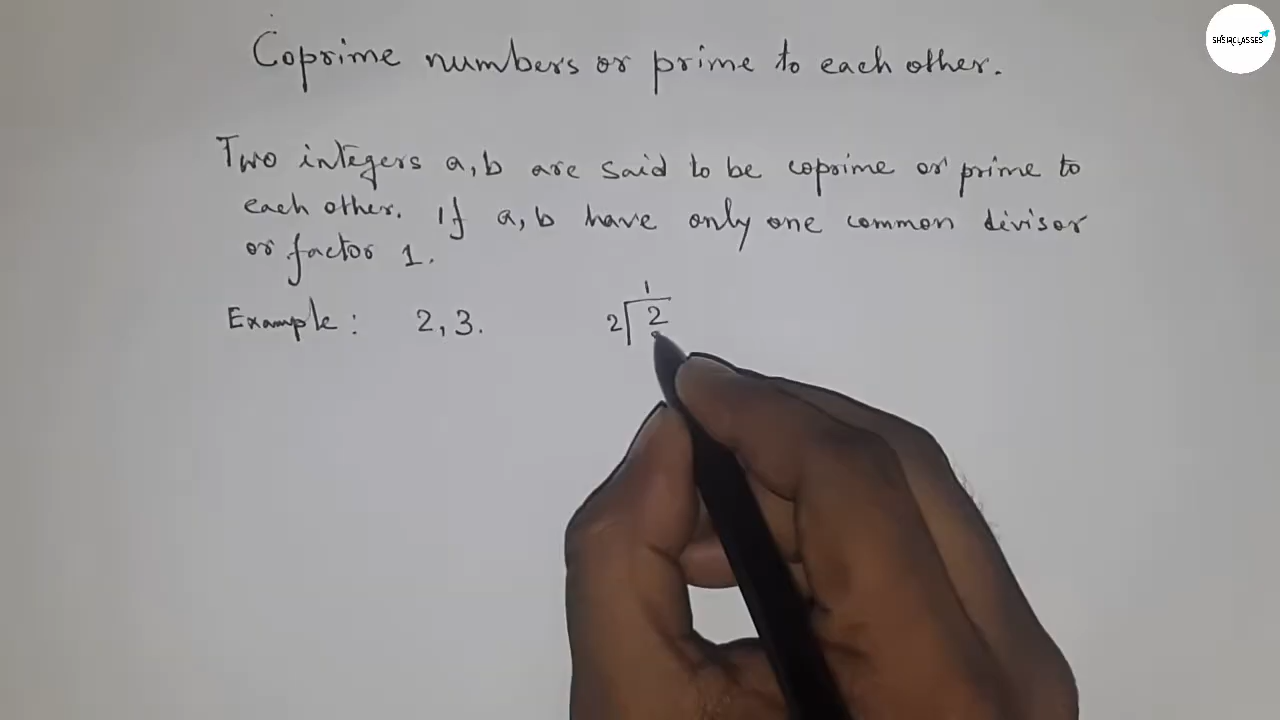 SHSIRCLASSES
Coprime numbers or prime to each other.
Two integers a, b are said to be coprime or prime to
each other. If a, b have only one common divisor
or factor 1.
Example : 2, 3.
1
2 2